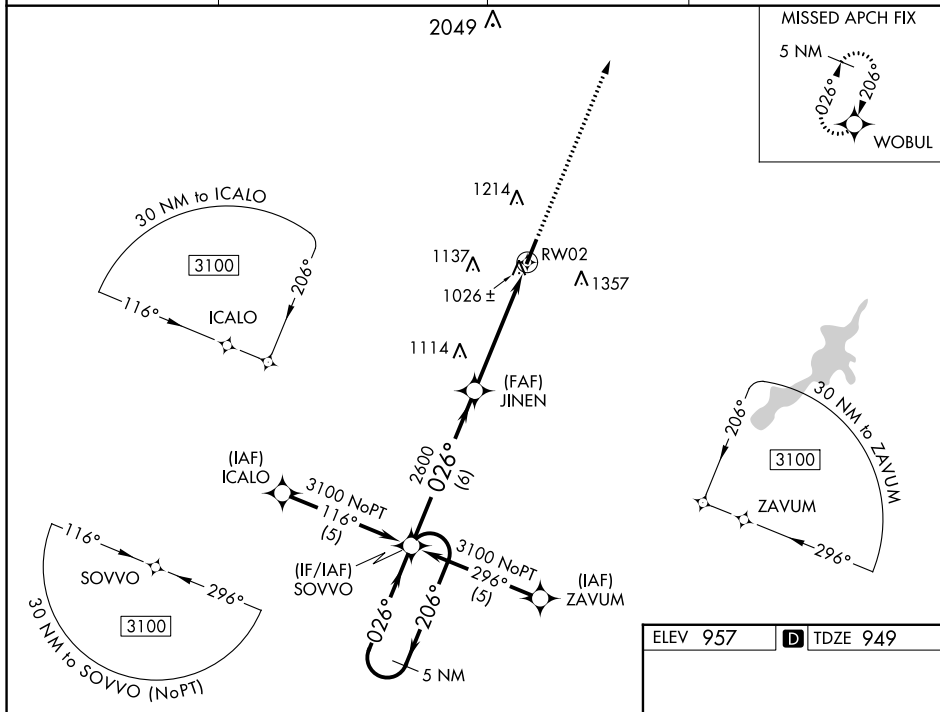 2049
MISSED APCH FIX
5 NM
026°
206°
WOBUL
30 NM to ICALO
3100
206°
116°
ICALO
1214
RW02
1137
1026 ±
1357
1114
(FAF)
JINEN
30 NM to ZAVUM
206°
3100
ZAVUM
296°
(IAF)
ICALO
3100 NoPT
116°
(5)
2600
026°
(6)
116°
SOVVO
296°
3100
30 NM to SOVVO (NoPT)
(IF/IAF)
SOVVO
3100 NoPT
296°
(5)
(IAF)
ZAVUM
026°
206°
5 NM
ELEV 957 D TDZE 949